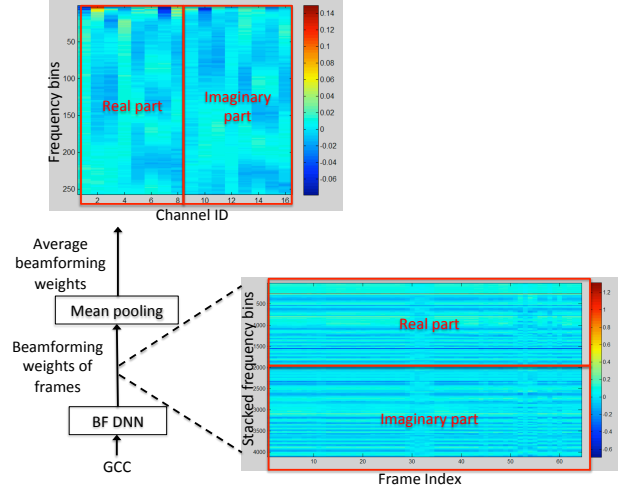 Frequency bins
50
100
150
200
250
Real part
Imaginary
part
0.14
0.12
0.1
0.08
0.06
0.04
0.02
0
-0.02
-0.04
-0.06
2 4 6 8 10 12 14 16
Channel ID
Average
beamforming
weights
Mean pooling
Beamforming
weights of
frames
BF DNN
GCC
Stacked frequency bins
500
1000
1500
2000
2500
3000
3500
4000
Real part
Imaginary part
1.2
1
0.8
0.6
0.4
0.2
0
-0.2
-0.4
-0.6
10 20 30 40 50 60
Frame Index